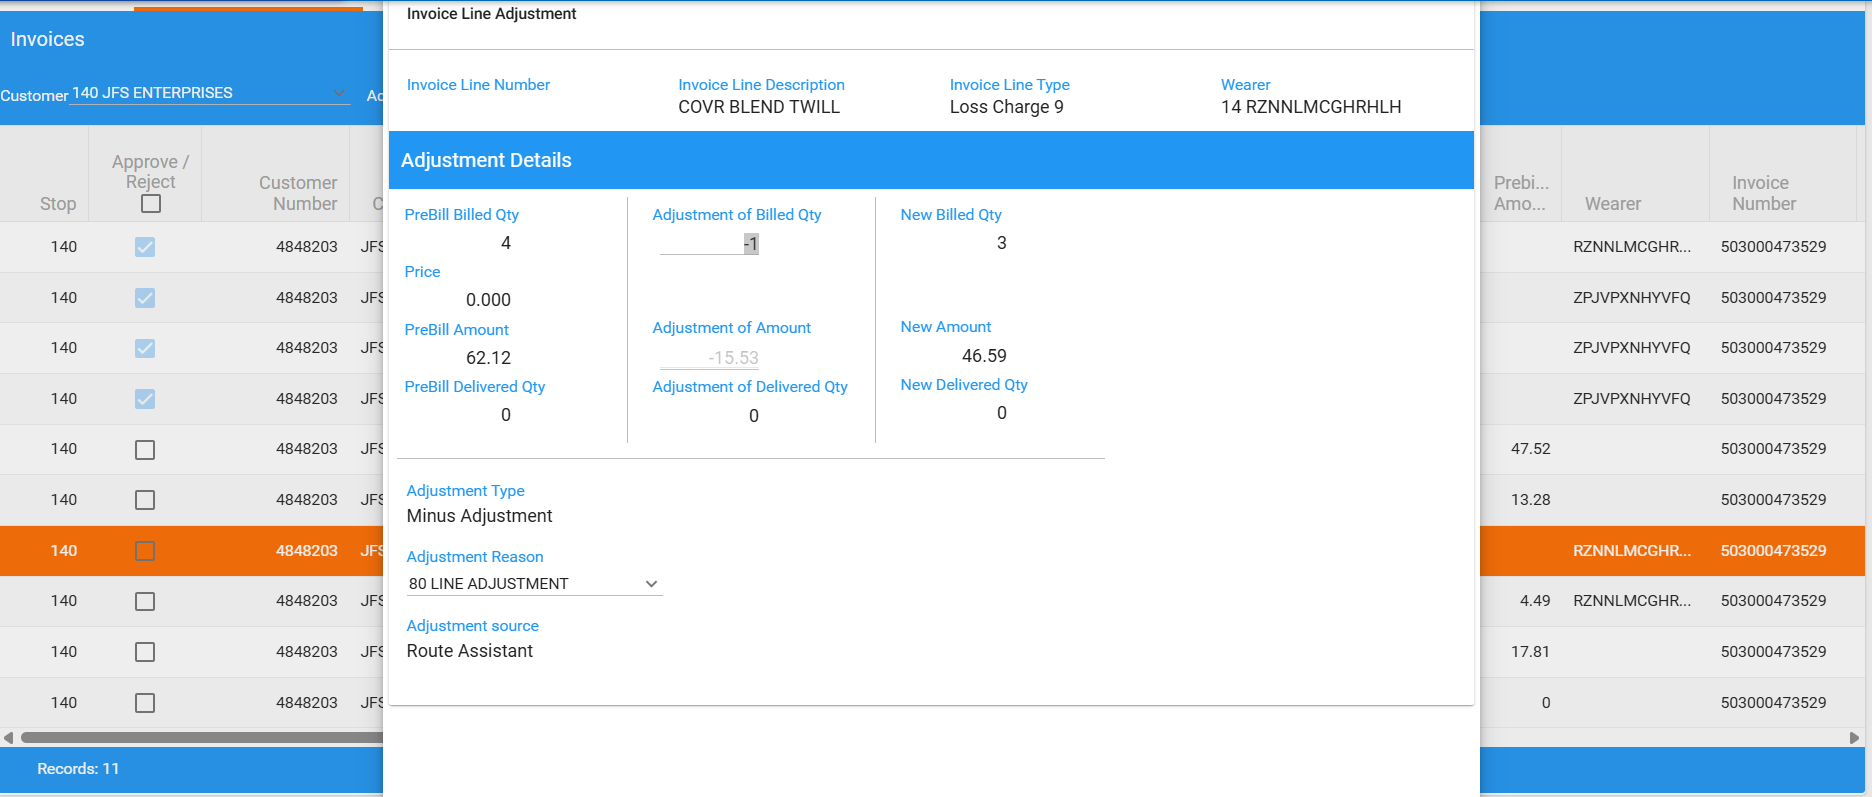 Invoice Line Adjustment
Invoices
Customer 140 JFS ENTERPRISES
Invoice Line Number
Invoice Line Description
COVR BLEND TWILL
Invoice Line Type
Loss Charge 9
Wearer
14 RZNNLMCGHRHLH
Adjustment Details
PreBill Billed Qty
4
Adjustment of Billed Qty
-1
New Billed Qty
3
Price
0.000
PreBill Amount
62.12
Adjustment of Amount
-15.53
New Amount
46.59
PreBill Delivered Qty
0
Adjustment of Delivered Qty
0
New Delivered Qty
0
Adjustment Type
Minus Adjustment
Adjustment Reason
80 LINE ADJUSTMENT
Adjustment source
Route Assistant
Stop
Approve /
Reject
Customer
Number
Prebi...
Amo...
Wearer
Invoice
Number
140 4848203 JFS RZNNLMCGHR... 503000473529
140 4848203 JFS ZPJVPXNHYVFQ 503000473529
140 4848203 JFS ZPJVPXNHYVFQ 503000473529
140 4848203 JFS ZPJVPXNHYVFQ 503000473529
140 4848203 JFS 47.52 503000473529
140 4848203 JFS 13.28 503000473529
140 4848203 JFS RZNNLMCGHR... 503000473529
140 4848203 JFS 4.49 RZNNLMCGHR... 503000473529
140 4848203 JFS 17.81 503000473529
140 4848203 JFS 0 503000473529
Records: 11